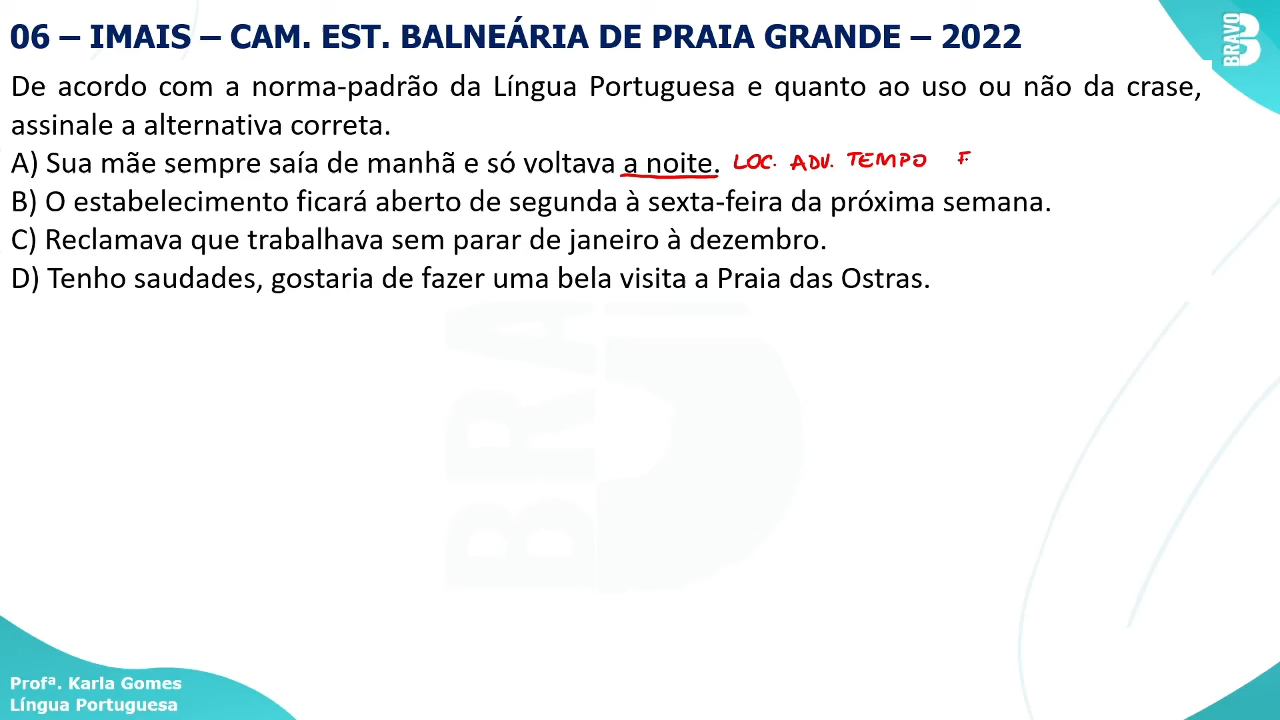 06 – IMAIS – CAM. EST. BALNEÁRIA DE PRAIA GRANDE – 2022
BRAVO
De acordo com a norma-padrão da Língua Portuguesa e quanto ao uso ou não da crase,
assinale a alternativa correta.
A) Sua mãe sempre saía de manhã e só voltava a noite. LOC. ADV. TEMPO F
B) O estabelecimento ficará aberto de segunda à sexta-feira da próxima semana.
C) Reclamava que trabalhava sem parar de janeiro à dezembro.
D) Tenho saudades, gostaria de fazer uma bela visita a Praia das Ostras.
BRA
Profª. Karla Gomes
Língua Portuguesa